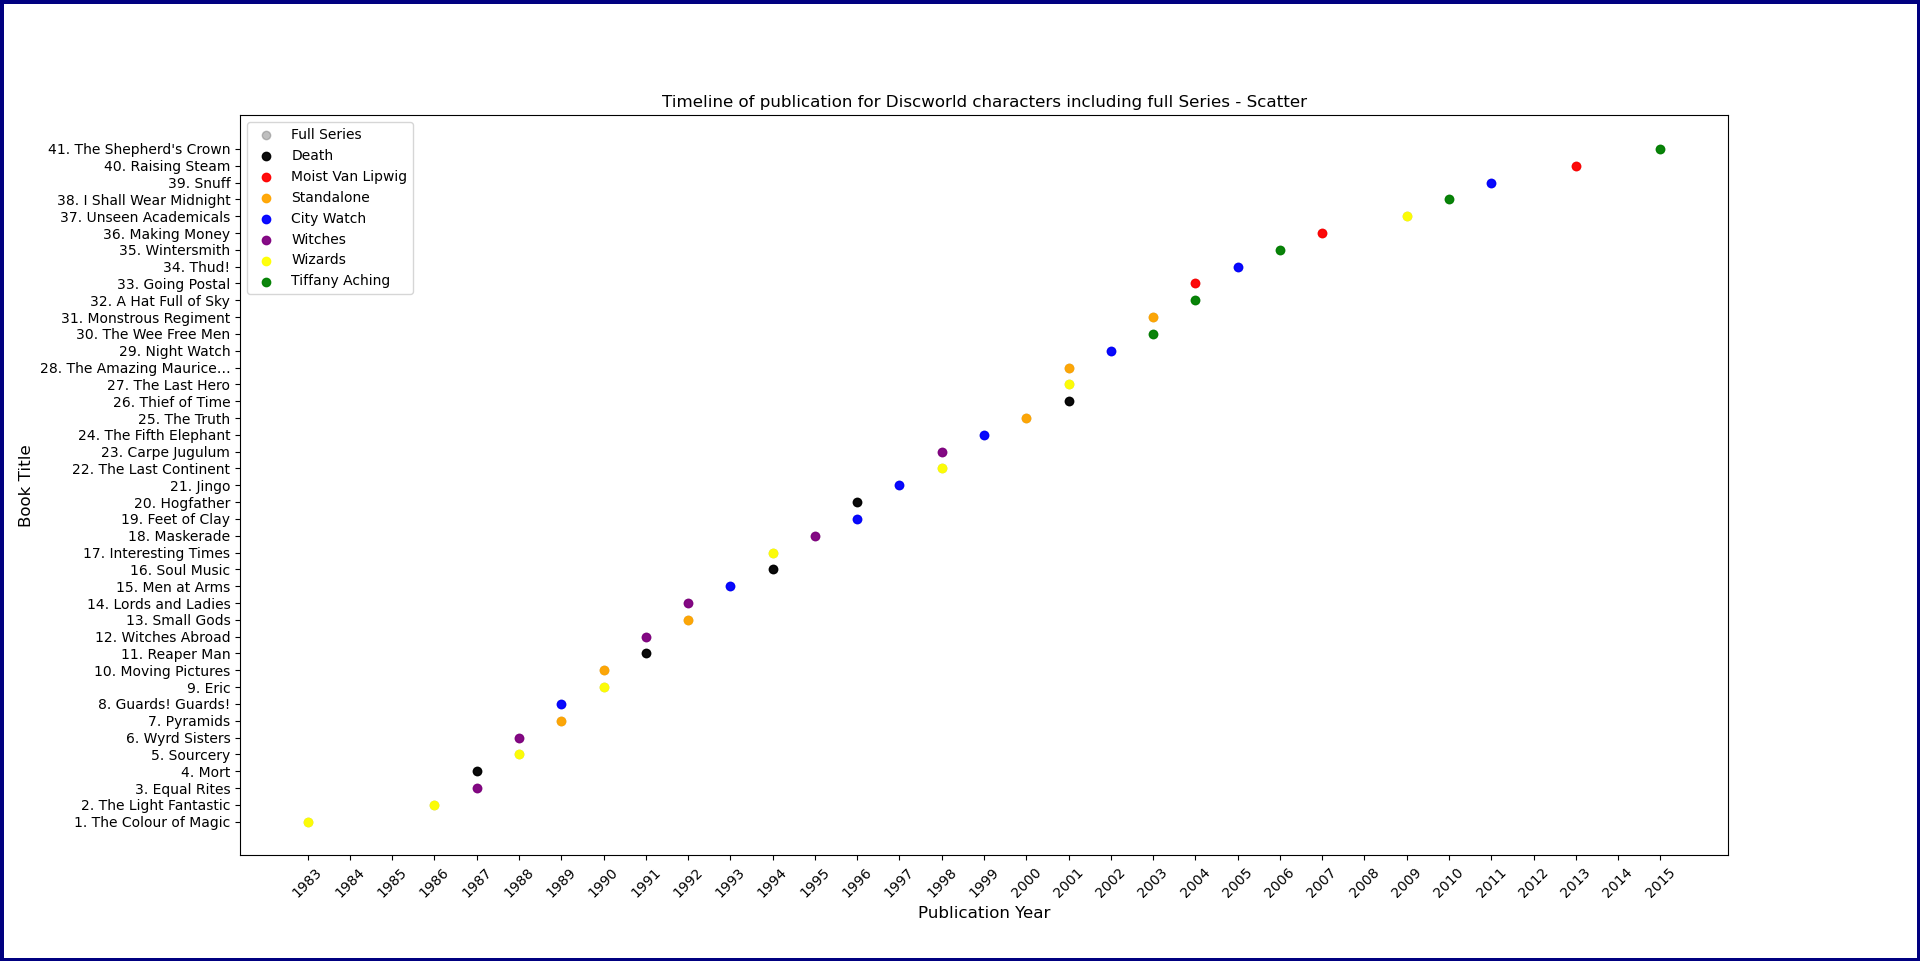 Timeline of publication for Discworld characters including full Series - Scatter
Full Series
Death
Moist Van Lipwig
Standalone
City Watch
Witches
Wizards
Tiffany Aching
Book Title
41. The Shepherd's Crown
40. Raising Steam
39. Snuff
38. I Shall Wear Midnight
37. Unseen Academicals
36. Making Money
35. Wintersmith
34. Thud!
33. Going Postal
32. A Hat Full of Sky
31. Monstrous Regiment
30. The Wee Free Men
29. Night Watch
28. The Amazing Maurice...
27. The Last Hero
26. Thief of Time
25. The Truth
24. The Fifth Elephant
23. Carpe Jugulum
22. The Last Continent
21. Jingo
20. Hogfather
19. Feet of Clay
18. Maskerade
17. Interesting Times
16. Soul Music
15. Men at Arms
14. Lords and Ladies
13. Small Gods
12. Witches Abroad
11. Reaper Man
10. Moving Pictures
9. Eric
8. Guards! Guards!
7. Pyramids
6. Wyrd Sisters
5. Sourcery
4. Mort
3. Equal Rites
2. The Light Fantastic
1. The Colour of Magic
1983 1984 1985 1986 1987 1988 1989 1990 1991 1992 1993 1994 1995 1996 1997 1998 1999 2000 2001 2002 2003 2004 2005 2006 2007 2008 2009 2010 2011 2012 2013 2014 2015
Publication Year